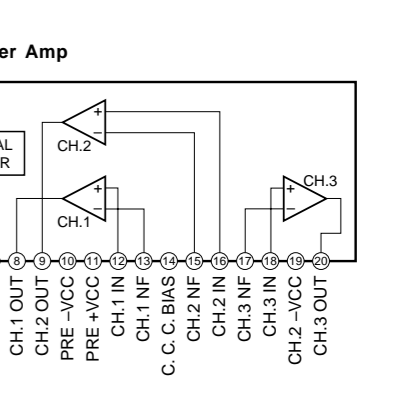 er Amp
AL
R
CH.2
CH.1
CH.3
+
−
+
−
+
−
8 9 10 11 12 13 14 15 16 17 18 19 20
CH.1 OUT
CH.2 OUT
PRE −VCC
PRE +VCC
CH.1 IN
CH.1 NF
C. C. C. BIAS
CH.2 NF
CH.2 IN
CH.3 NF
CH.3 IN
CH.2 −VCC
CH.3 OUT